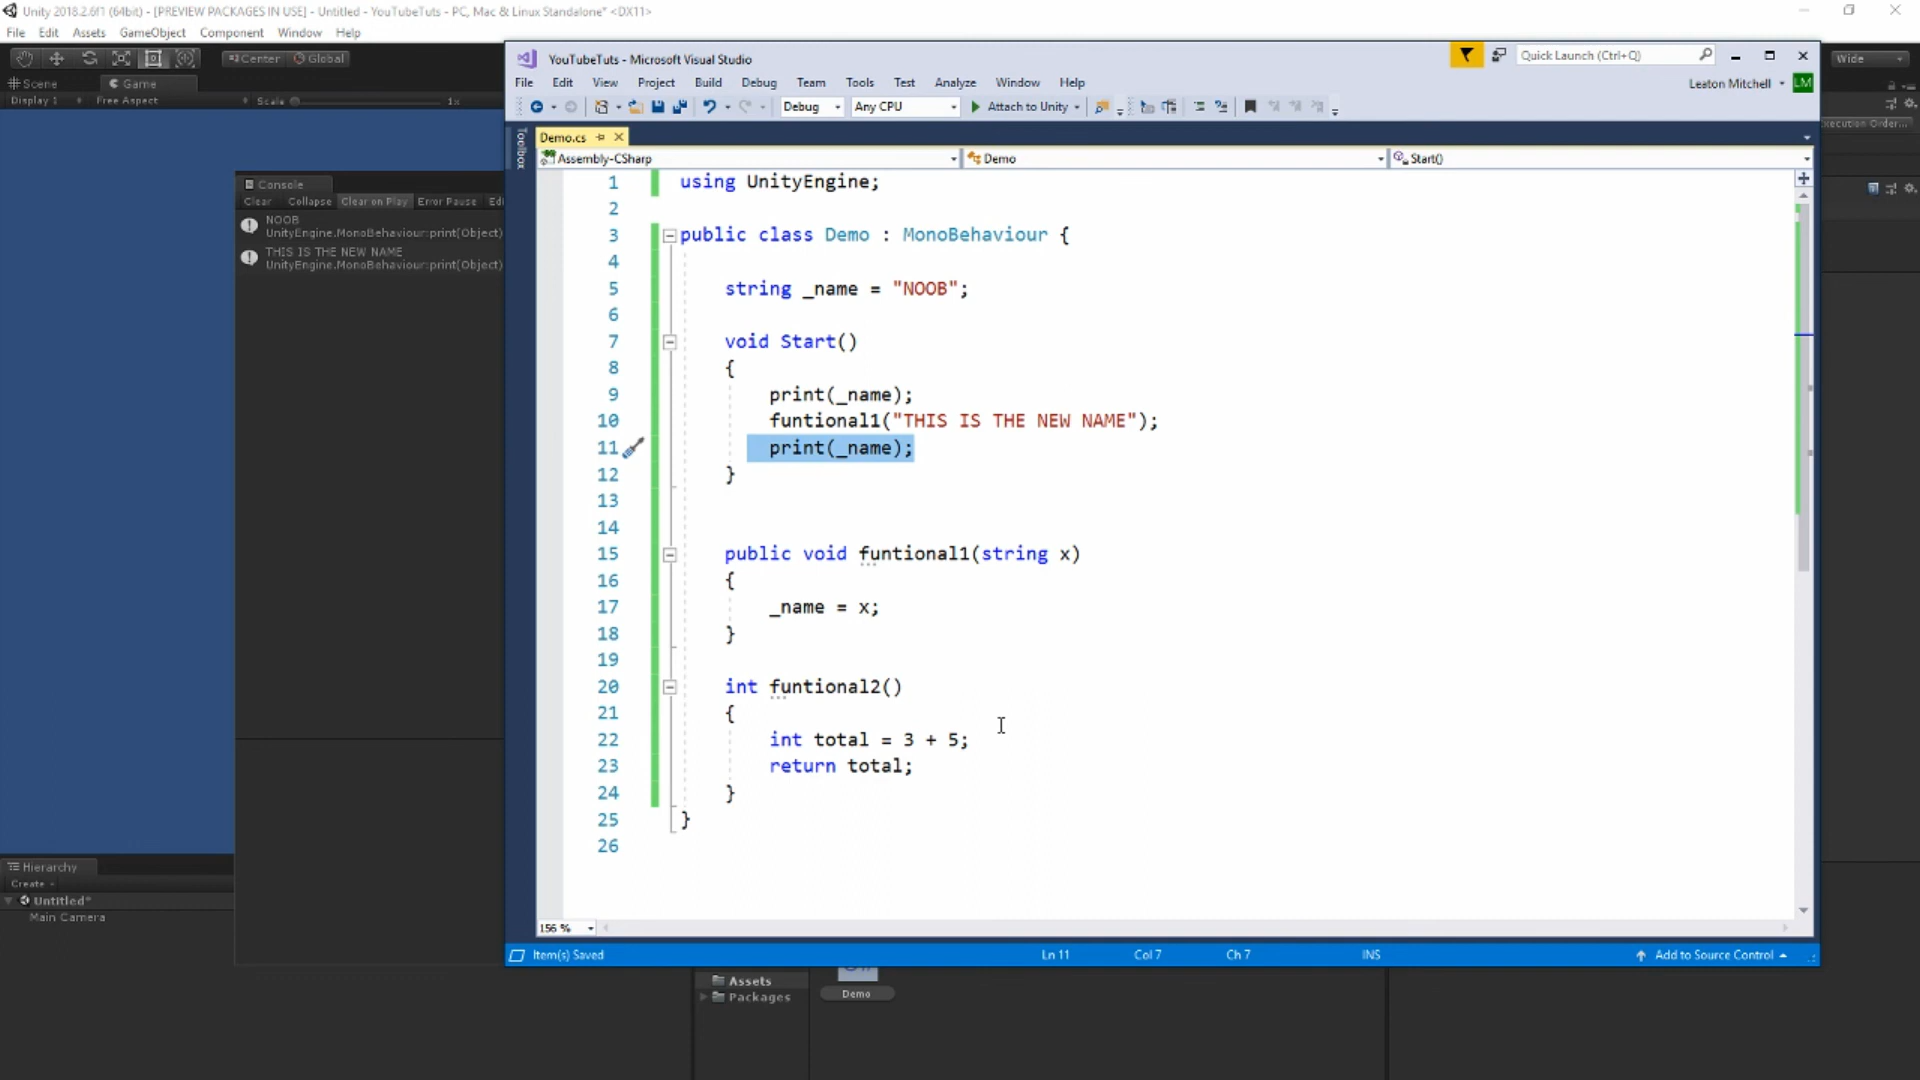 Unity 2018.2.6f1 (64bit) - [PREVIEW PACKAGES IN USE] - Untitled - YouTubeTuts - PC, Mac & Linux Standalone* <DX11>
File Edit Assets GameObject Component Window Help
Center Global
Wide
Scene Game
Display 1 Free Aspect Scale 1x
Console
Clear Collapse Clear on Play Error Pause
NOOB
UnityEngine.MonoBehaviour:print(Object)
THIS IS THE NEW NAME
UnityEngine.MonoBehaviour:print(Object)
YouTubeTuts - Microsoft Visual Studio
Quick Launch (Ctrl+Q)
File Edit View Project Build Debug Team Tools Test Analyze Window Help
Leaton Mitchell LM
Debug Any CPU Attach to Unity
Toolbox
Demo.cs
Assembly-CSharp Demo Start()
1 using UnityEngine;
2
3 public class Demo : MonoBehaviour {
4
5 string _name = "NOOB";
6
7 void Start()
8 {
9 print(_name);
10 funtional1("THIS IS THE NEW NAME");
11 print(_name);
12 }
13
14
15 public void funtional1(string x)
16 {
17 _name = x;
18 }
19
20 int funtional2()
21 {
22 int total = 3 + 5;
23 return total;
24 }
25 }
26
156 %
Item(s) Saved Ln 11 Col 7 Ch 7 INS Add to Source Control
Hierarchy
Create
Untitled*
Main Camera
Assets
Packages
Demo